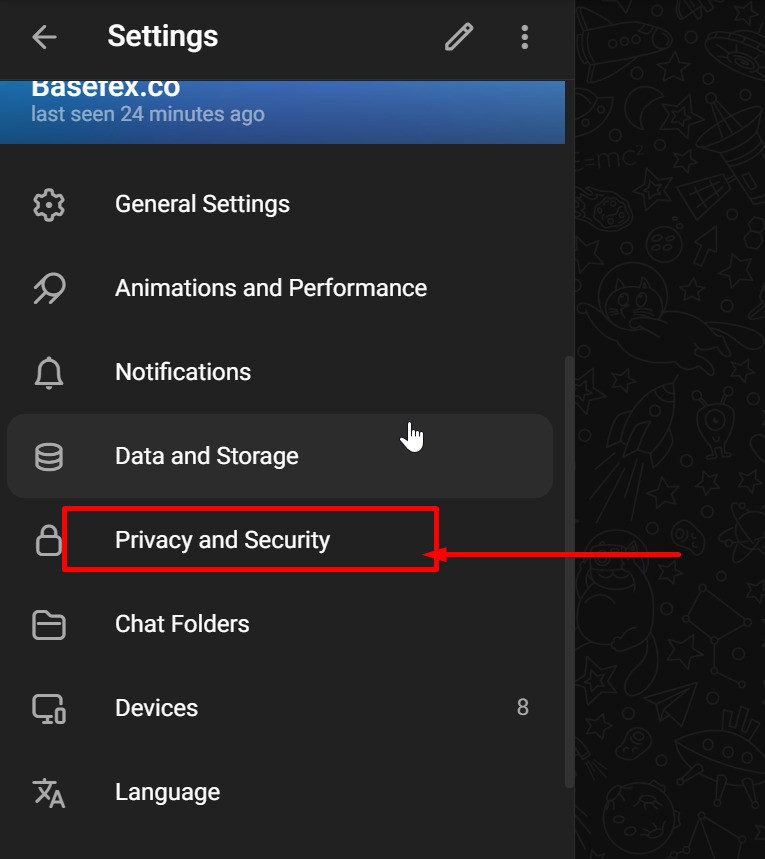 Settings
Basefex.co
last seen 24 minutes ago
=mc²
General Settings
Animations and Performance
Notifications
Data and Storage
Privacy and Security
Chat Folders
Devices 8
Language